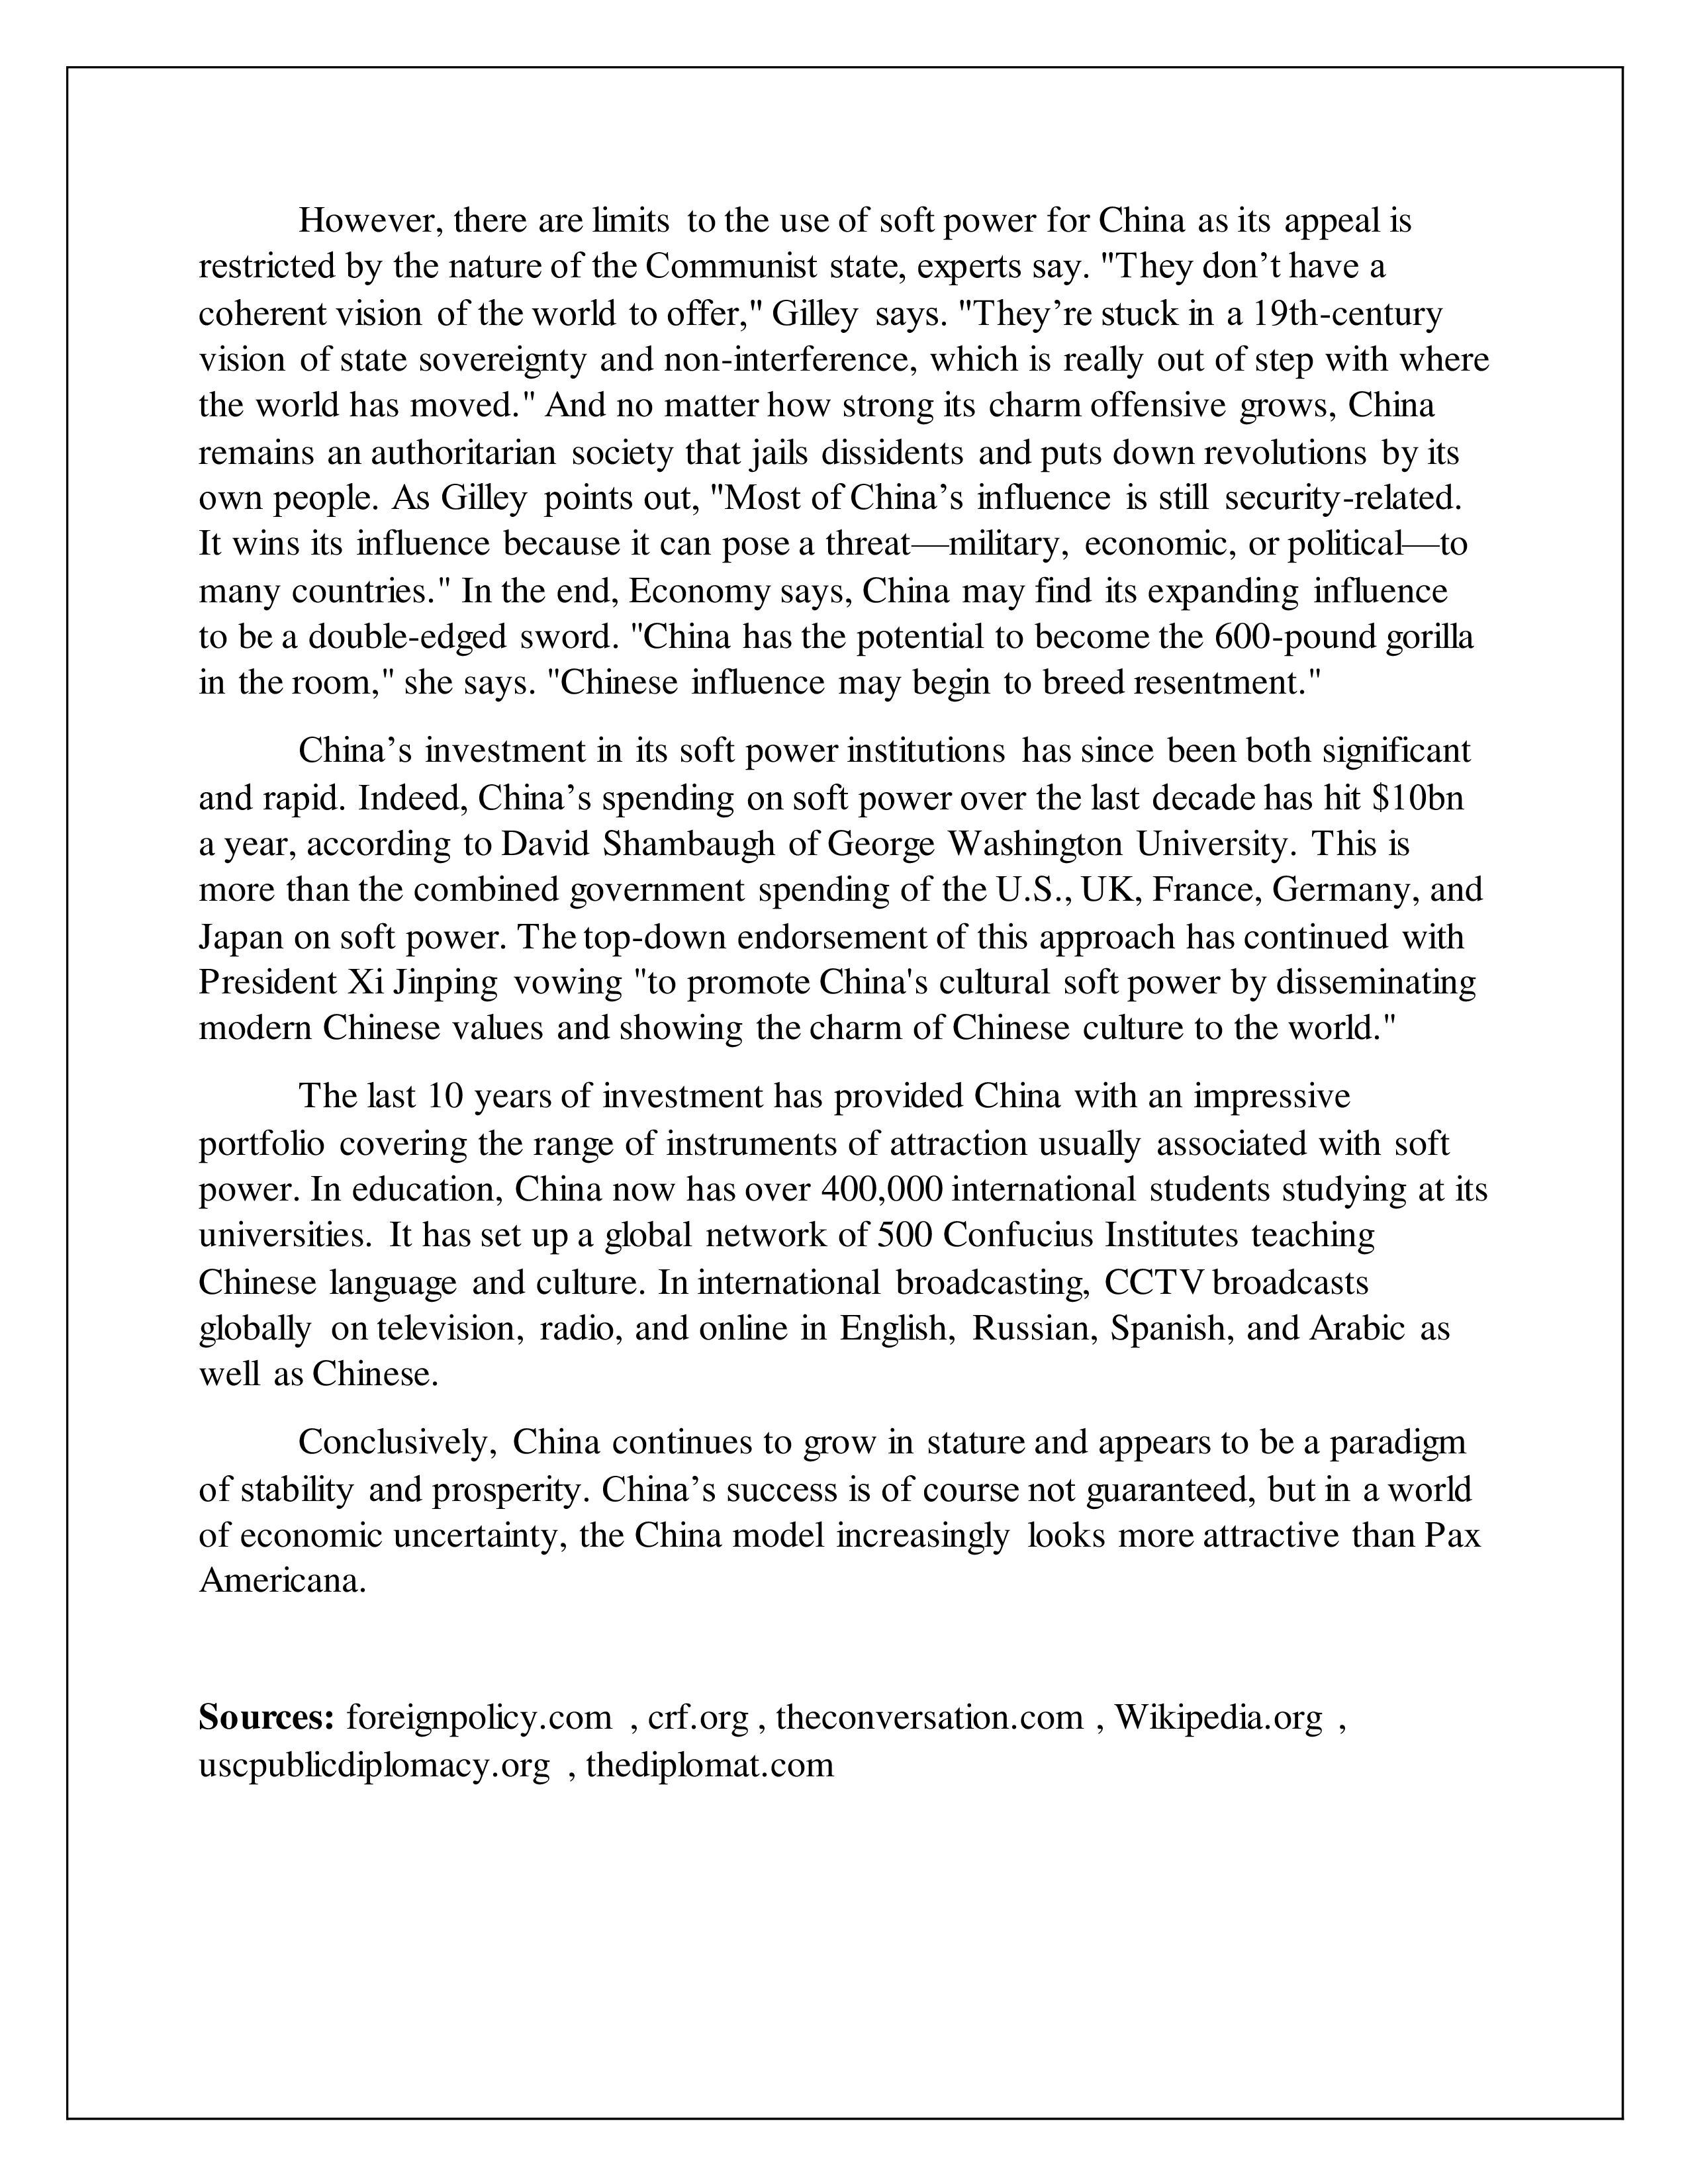 However, there are limits to the use of soft power for China as its appeal is
restricted by the nature of the Communist state, experts say. "They don’t have a
coherent vision of the world to offer," Gilley says. "They’re stuck in a 19th-century
vision of state sovereignty and non-interference, which is really out of step with where
the world has moved." And no matter how strong its charm offensive grows, China
remains an authoritarian society that jails dissidents and puts down revolutions by its
own people. As Gilley points out, "Most of China’s influence is still security-related.
It wins its influence because it can pose a threat—military, economic, or political—to
many countries." In the end, Economy says, China may find its expanding influence
to be a double-edged sword. "China has the potential to become the 600-pound gorilla
in the room," she says. "Chinese influence may begin to breed resentment."
China’s investment in its soft power institutions has since been both significant
and rapid. Indeed, China’s spending on soft power over the last decade has hit $10bn
a year, according to David Shambaugh of George Washington University. This is
more than the combined government spending of the U.S., UK, France, Germany, and
Japan on soft power. The top-down endorsement of this approach has continued with
President Xi Jinping vowing "to promote China's cultural soft power by disseminating
modern Chinese values and showing the charm of Chinese culture to the world."
The last 10 years of investment has provided China with an impressive
portfolio covering the range of instruments of attraction usually associated with soft
power. In education, China now has over 400,000 international students studying at its
universities. It has set up a global network of 500 Confucius Institutes teaching
Chinese language and culture. In international broadcasting, CCTV broadcasts
globally on television, radio, and online in English, Russian, Spanish, and Arabic as
well as Chinese.
Conclusively, China continues to grow in stature and appears to be a paradigm
of stability and prosperity. China’s success is of course not guaranteed, but in a world
of economic uncertainty, the China model increasingly looks more attractive than Pax
Americana.
Sources: foreignpolicy.com , crf.org , theconversation.com , Wikipedia.org ,
uscpublicdiplomacy.org , thediplomat.com